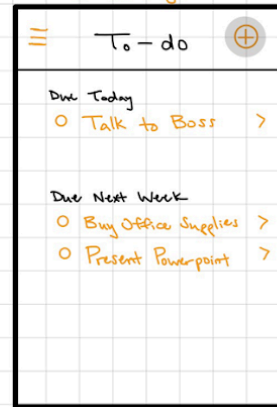 To-do
Due Today
Talk to Boss
Due Next Week
Buy Office Supplies
Present Powerpoint